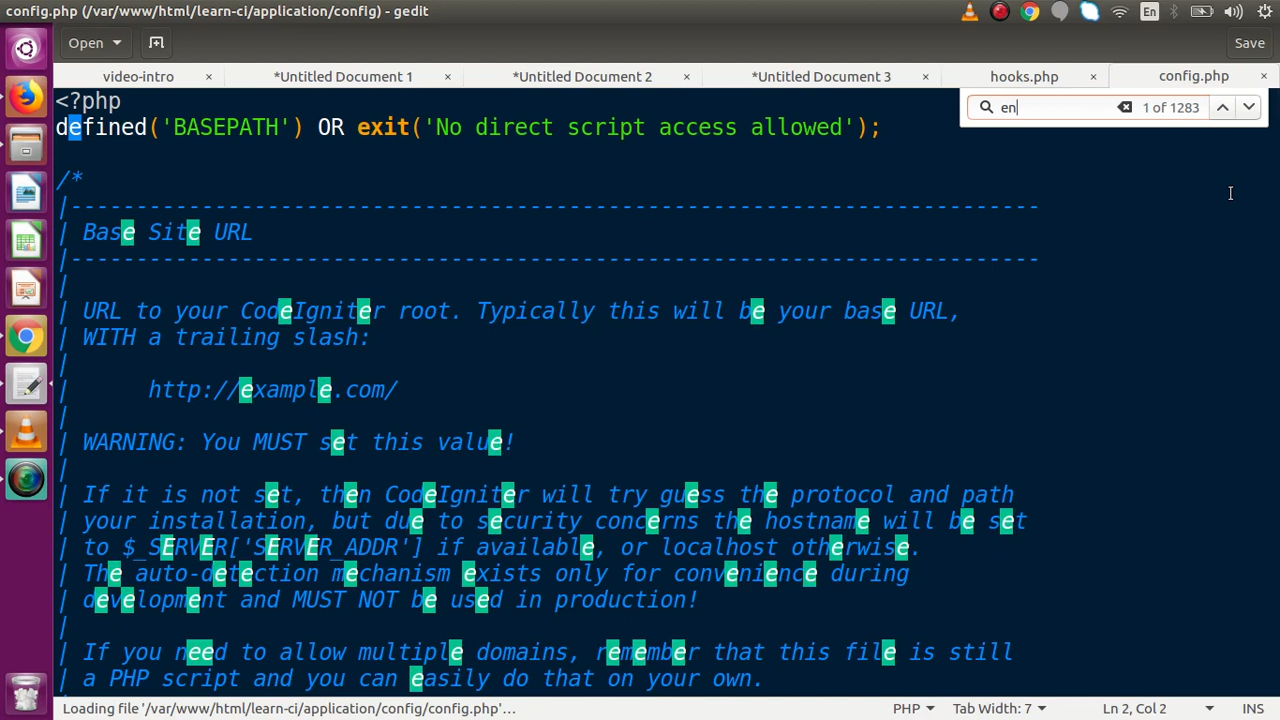 config.php (/var/www/html/learn-ci/application/config) - gedit
En
Open
Save
video-intro × *Untitled Document 1 × *Untitled Document 2 × *Untitled Document 3 × hooks.php × config.php ×
en 1 of 1283
<?php
defined('BASEPATH') OR exit('No direct script access allowed');
/*
|--------------------------------------------------------------------------
| Base Site URL
|--------------------------------------------------------------------------
|
| URL to your CodeIgniter root. Typically this will be your base URL,
| WITH a trailing slash:
|
| http://example.com/
|
| WARNING: You MUST set this value!
|
| If it is not set, then CodeIgniter will try guess the protocol and path
| your installation, but due to security concerns the hostname will be set
| to $_SERVER['SERVER_ADDR'] if available, or localhost otherwise.
| The auto-detection mechanism exists only for convenience during
| development and MUST NOT be used in production!
|
| If you need to allow multiple domains, remember that this file is still
| a PHP script and you can easily do that on your own.
Loading file '/var/www/html/learn-ci/application/config/config.php'… PHP Tab Width: 7 Ln 2, Col 2 INS